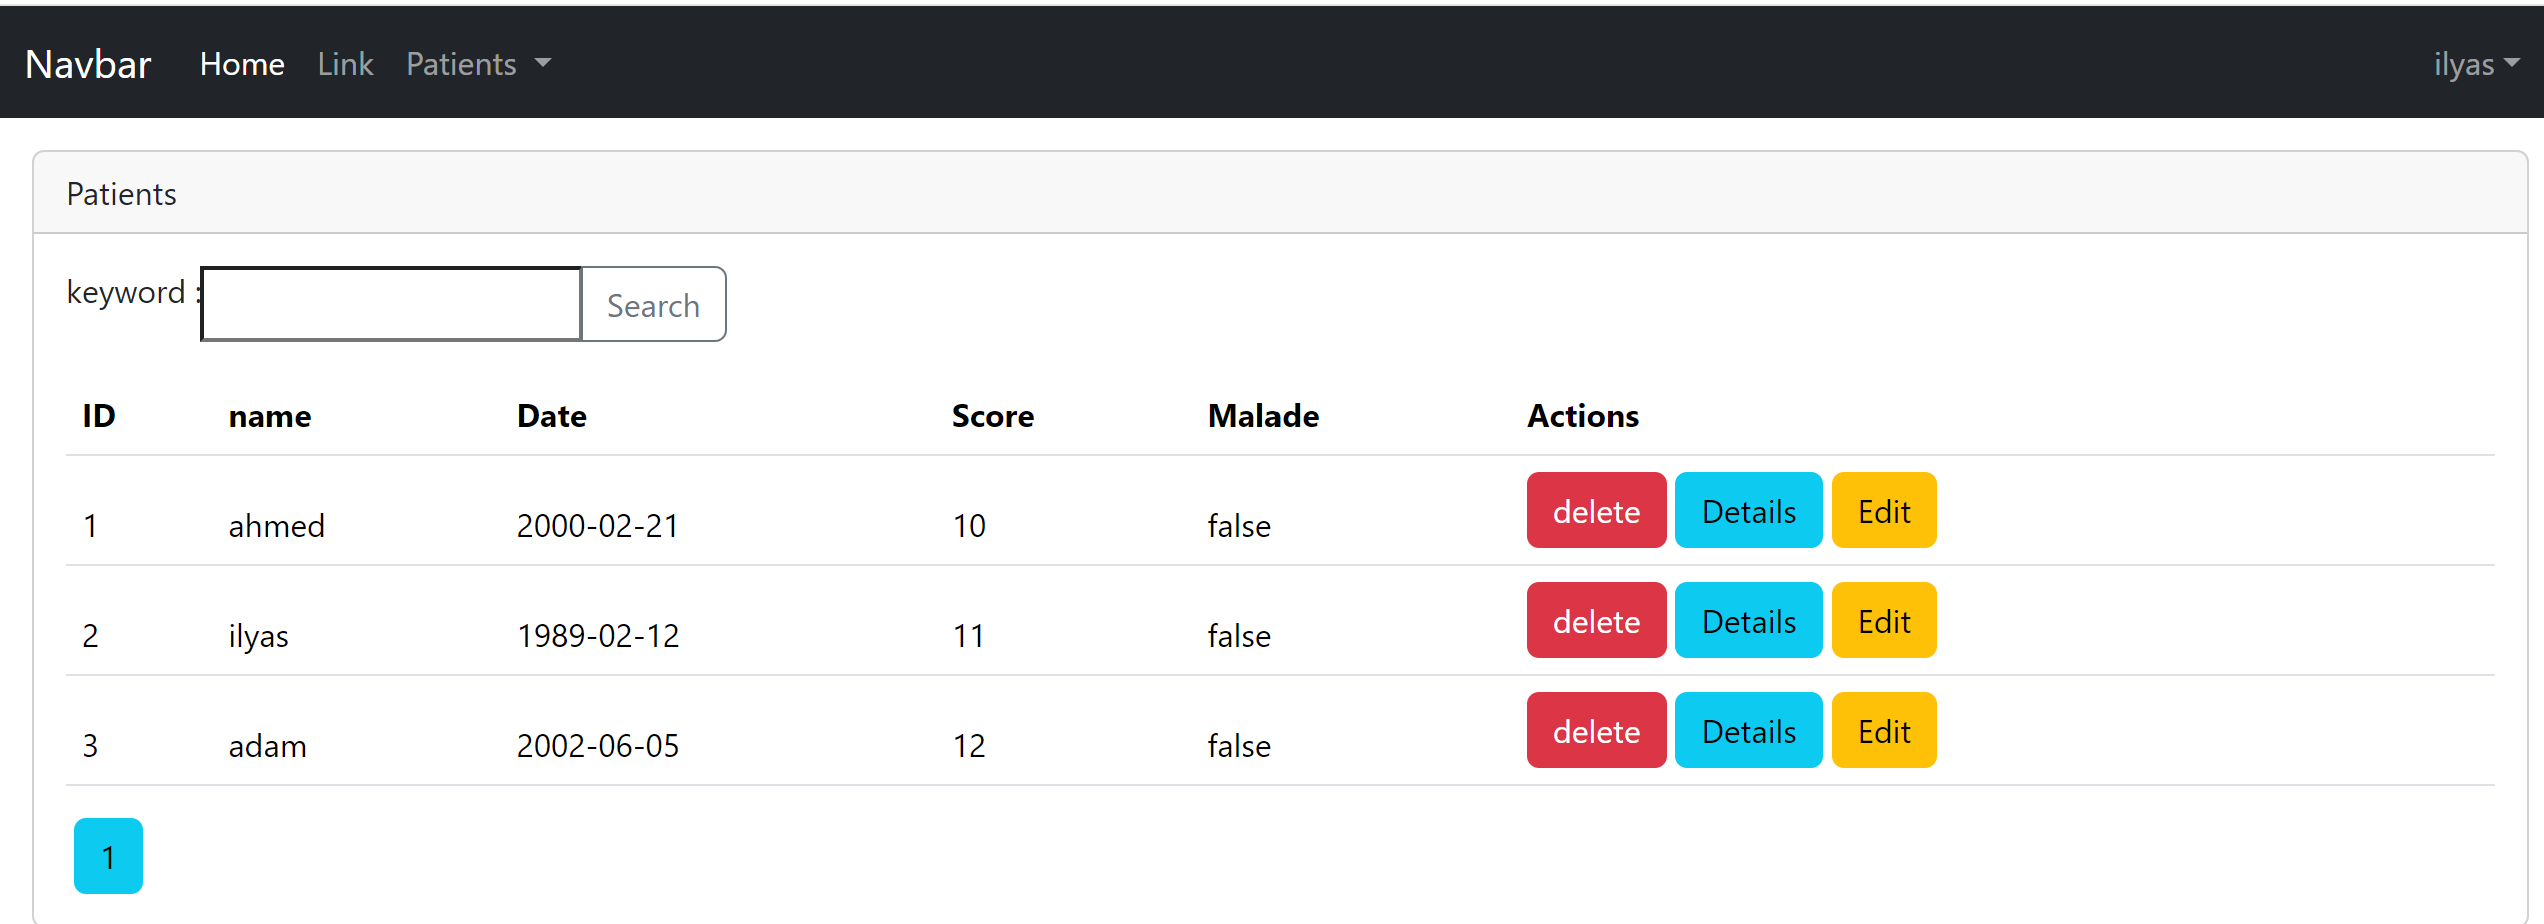 Navbar Home Link Patients ilyas
Patients
keyword : Search
ID name Date Score Malade Actions
1 ahmed 2000-02-21 10 false delete Details Edit
2 ilyas 1989-02-12 11 false delete Details Edit
3 adam 2002-06-05 12 false delete Details Edit
1